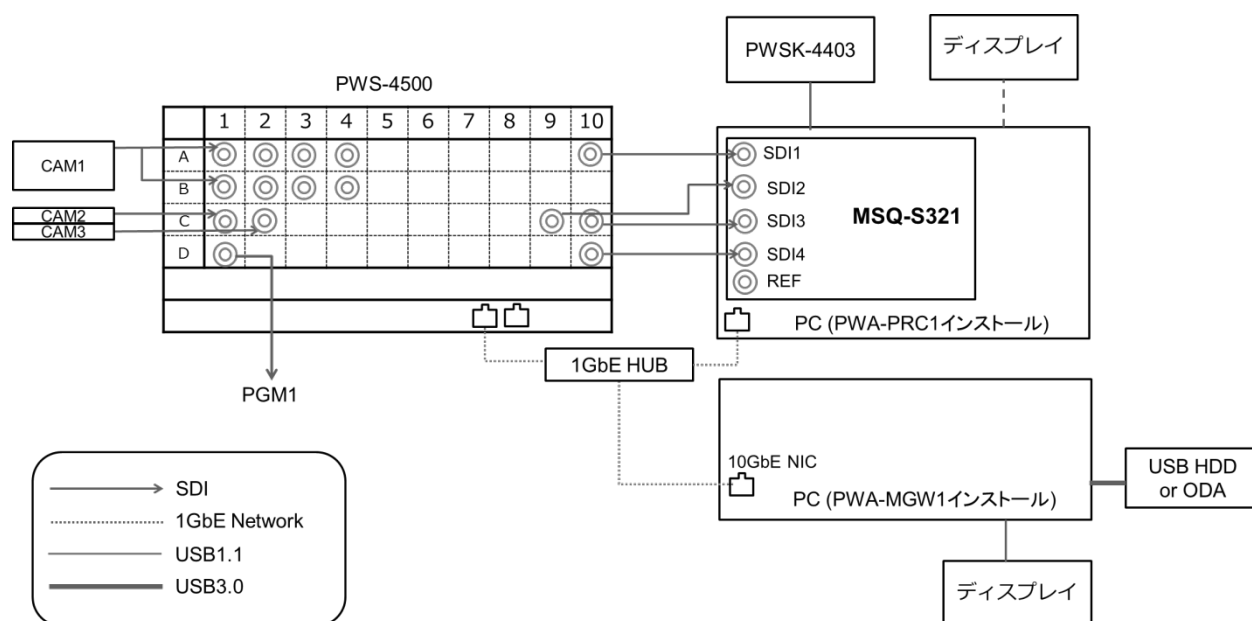 PWSK-4403
ディスプレイ
PWS-4500
1 2 3 4 5 6 7 8 9 10
A
B
C
D
CAM1
CAM2
CAM3
SDI1
SDI2
SDI3
SDI4
REF
MSQ-S321
PC (PWA-PRC1インストール)
1GbE HUB
PGM1
10GbE NIC
PC (PWA-MGW1インストール)
USB HDD
or ODA
SDI
1GbE Network
USB1.1
USB3.0
ディスプレイ